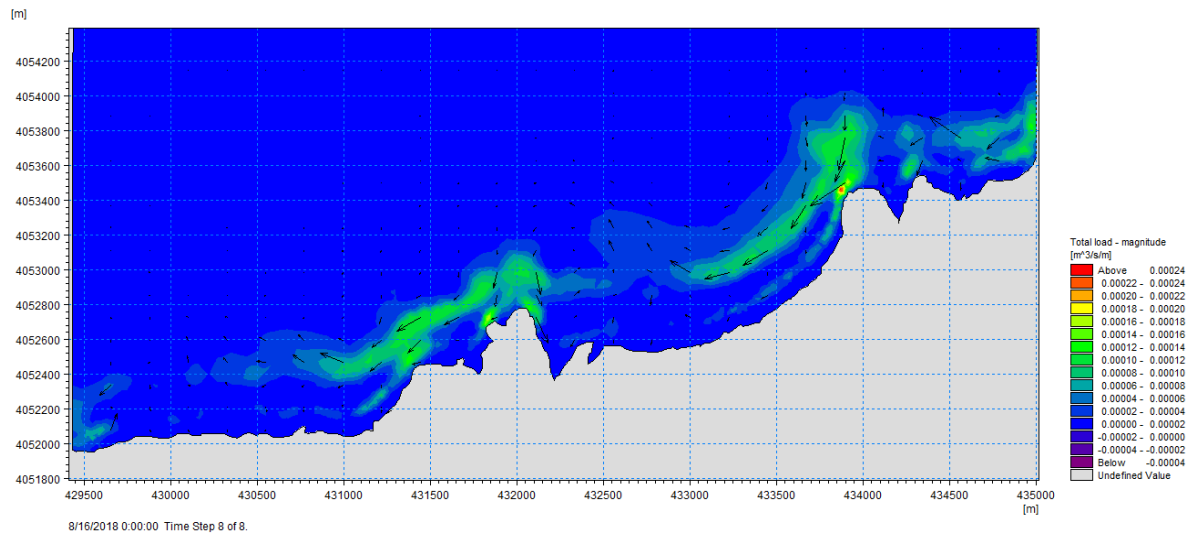 [m]
4054200
4054000
4053800
4053600
4053400
4053200
4053000
4052800
4052600
4052400
4052200
4052000
4051800
429500 430000 430500 431000 431500 432000 432500 433000 433500 434000 434500 435000
[m]
8/16/2018 0:00:00 Time Step 8 of 8.
Total load - magnitude
[m^3/s/m]
Above 0.00024
0.00022 - 0.00024
0.00020 - 0.00022
0.00018 - 0.00020
0.00016 - 0.00018
0.00014 - 0.00016
0.00012 - 0.00014
0.00010 - 0.00012
0.00008 - 0.00010
0.00006 - 0.00008
0.00004 - 0.00006
0.00002 - 0.00004
0.00000 - 0.00002
-0.00002 - 0.00000
-0.00004 - -0.00002
Below -0.00004
Undefined Value